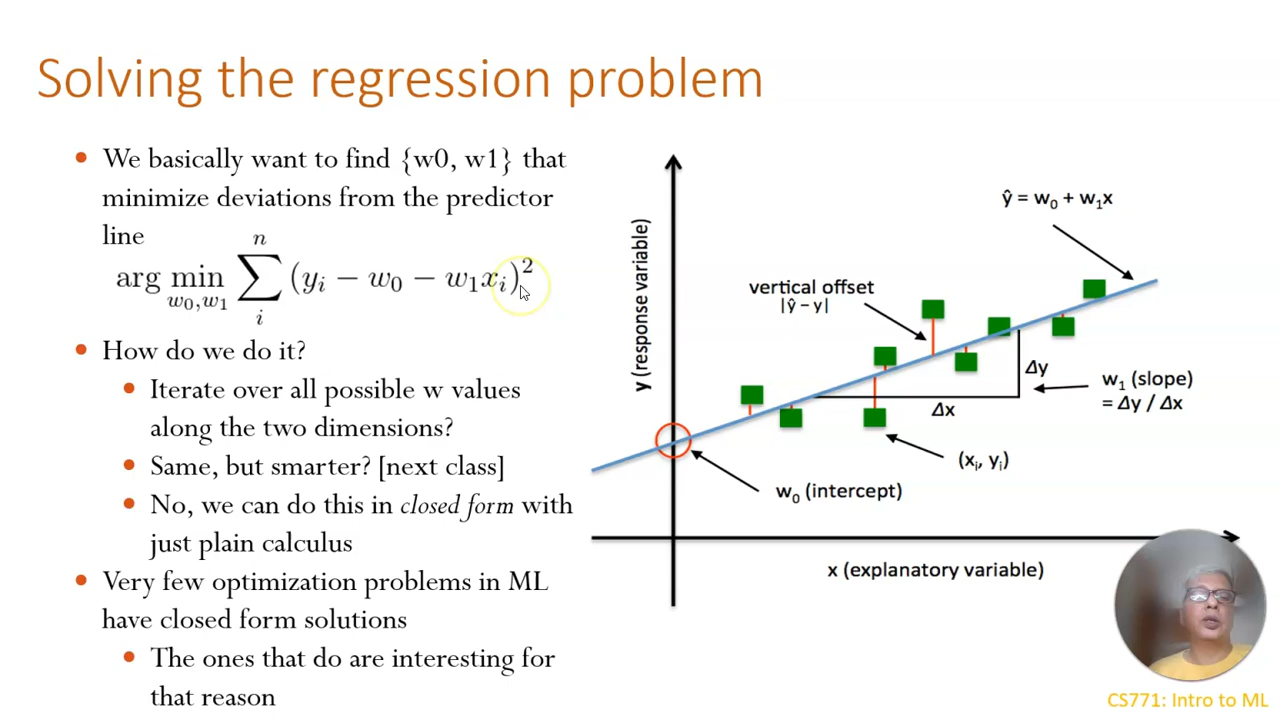 Solving the regression problem
We basically want to find {w0, w1} that
minimize deviations from the predictor
line
arg min_{w₀,w₁} ∑_{i}^{n} (yᵢ − w₀ − w₁xᵢ)²
How do we do it?
Iterate over all possible w values
along the two dimensions?
Same, but smarter? [next class]
No, we can do this in closed form with
just plain calculus
Very few optimization problems in ML
have closed form solutions
The ones that do are interesting for
that reason
y (response variable)
ŷ = w₀ + w₁x
vertical offset
|ŷ − y|
Δy
Δx
w₁ (slope)
= Δy / Δx
(xᵢ, yᵢ)
w₀ (intercept)
x (explanatory variable)
CS771: Intro to ML